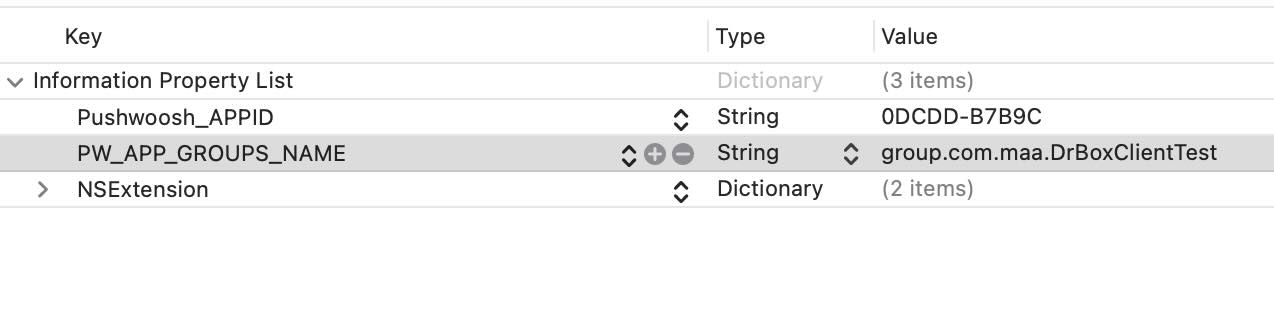 Key Type Value
Information Property List Dictionary (3 items)
Pushwoosh_APPID String 0DCDD-B7B9C
PW_APP_GROUPS_NAME String group.com.maa.DrBoxClientTest
NSExtension Dictionary (2 items)